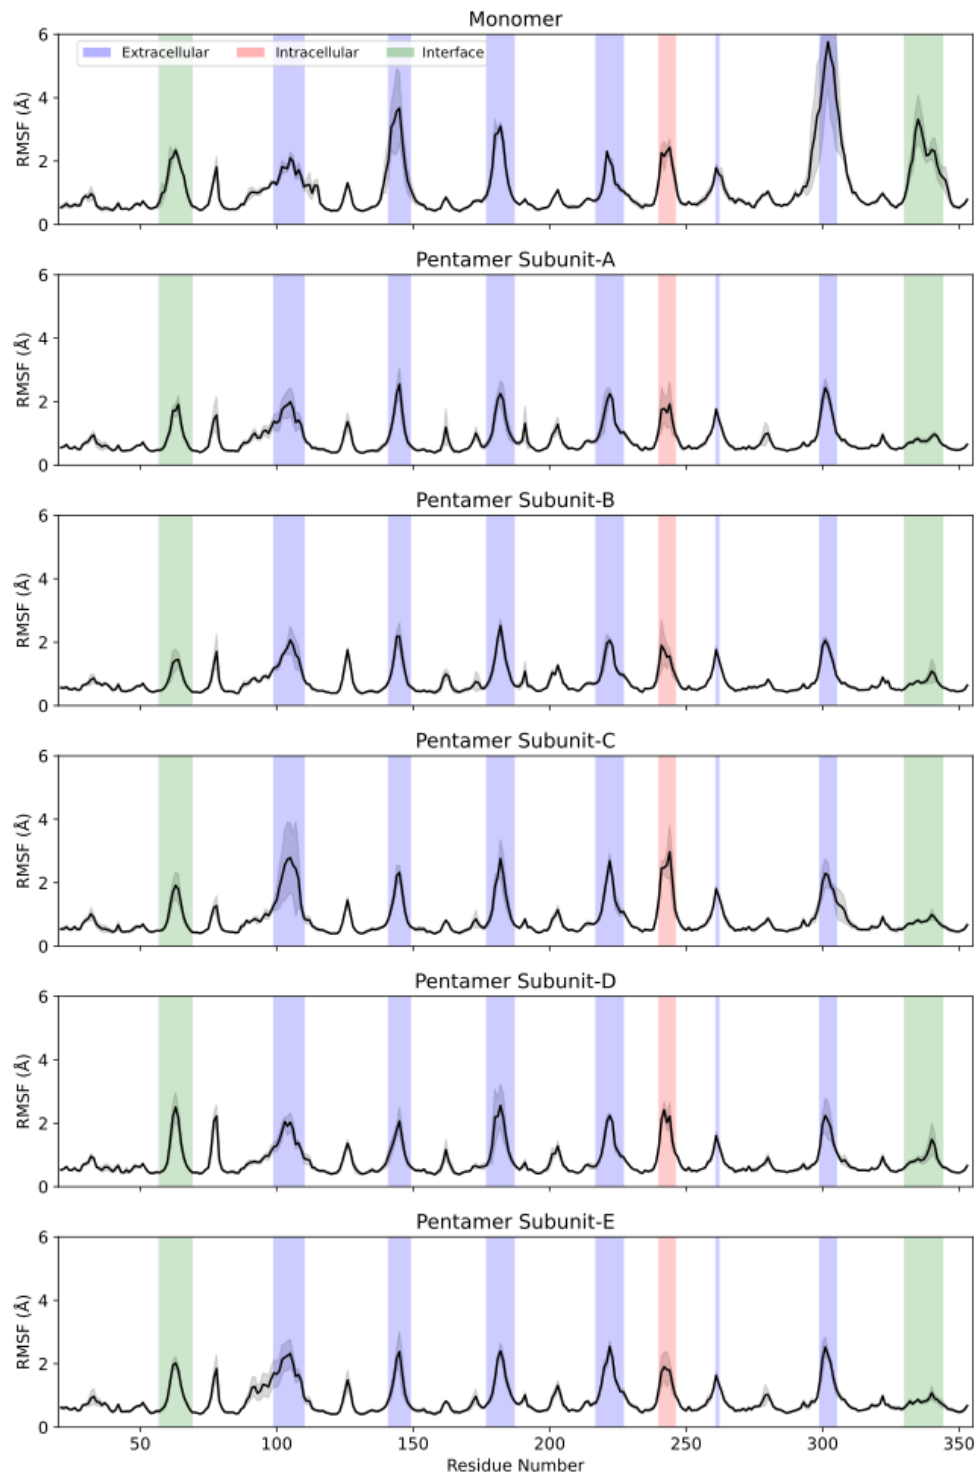 Monomer
Extracellular Intracellular Interface
6
4
2
0
RMSF (Å)
Pentamer Subunit-A
6
4
2
0
RMSF (Å)
Pentamer Subunit-B
6
4
2
0
RMSF (Å)
Pentamer Subunit-C
6
4
2
0
RMSF (Å)
Pentamer Subunit-D
6
4
2
0
RMSF (Å)
Pentamer Subunit-E
6
4
2
0
RMSF (Å)
50 100 150 200 250 300 350
Residue Number